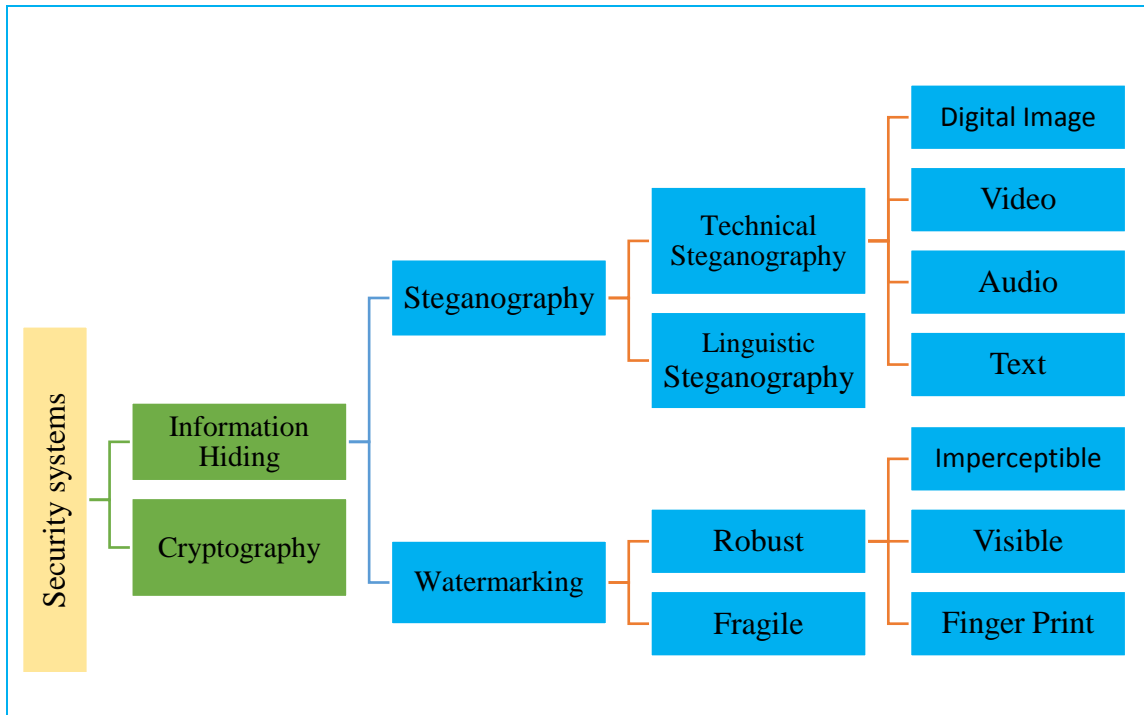 Security systems
Information
Hiding
Cryptography
Steganography
Watermarking
Technical
Steganography
Linguistic
Steganography
Robust
Fragile
Digital Image
Video
Audio
Text
Imperceptible
Visible
Finger Print